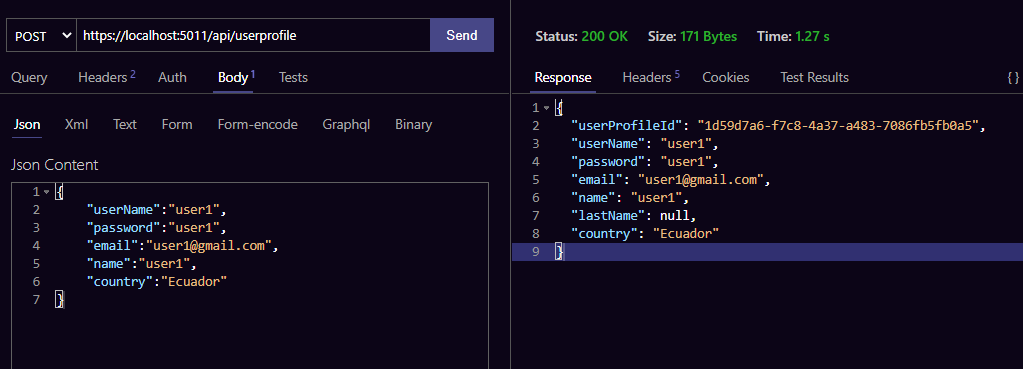 POST https://localhost:5011/api/userprofile Send
Query Headers 2 Auth Body 1 Tests
Json Xml Text Form Form-encode Graphql Binary
Json Content
1 {
2 "userName":"user1",
3 "password":"user1",
4 "email":"user1@gmail.com",
5 "name":"user1",
6 "country":"Ecuador"
7 }
Status: 200 OK Size: 171 Bytes Time: 1.27 s
Response Headers 5 Cookies Test Results { }
1 {
2 "userProfileId": "1d59d7a6-f7c8-4a37-a483-7086fb5fb0a5",
3 "userName": "user1",
4 "password": "user1",
5 "email": "user1@gmail.com",
6 "name": "user1",
7 "lastName": null,
8 "country": "Ecuador"
9 }